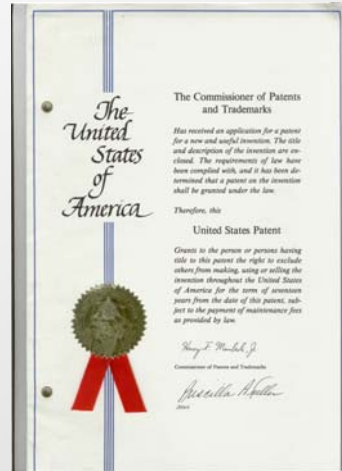 The
United
States
of
America
The Commissioner of Patents
and Trademarks
Has received an application for a patent
for a new and useful invention. The title
and description of the invention are en-
closed. The requirements of law have
been complied with, and it has been de-
termined that a patent on the invention
shall be granted under the law.
Therefore, this
United States Patent
Grants to the person or persons having
title to this patent the right to exclude
others from making, using or selling the
invention throughout the United States
of America for the term of seventeen
years from the date of this patent, sub-
ject to the payment of maintenance fees
as provided by law.
Commissioner of Patents and Trademarks
Priscilla
Attest